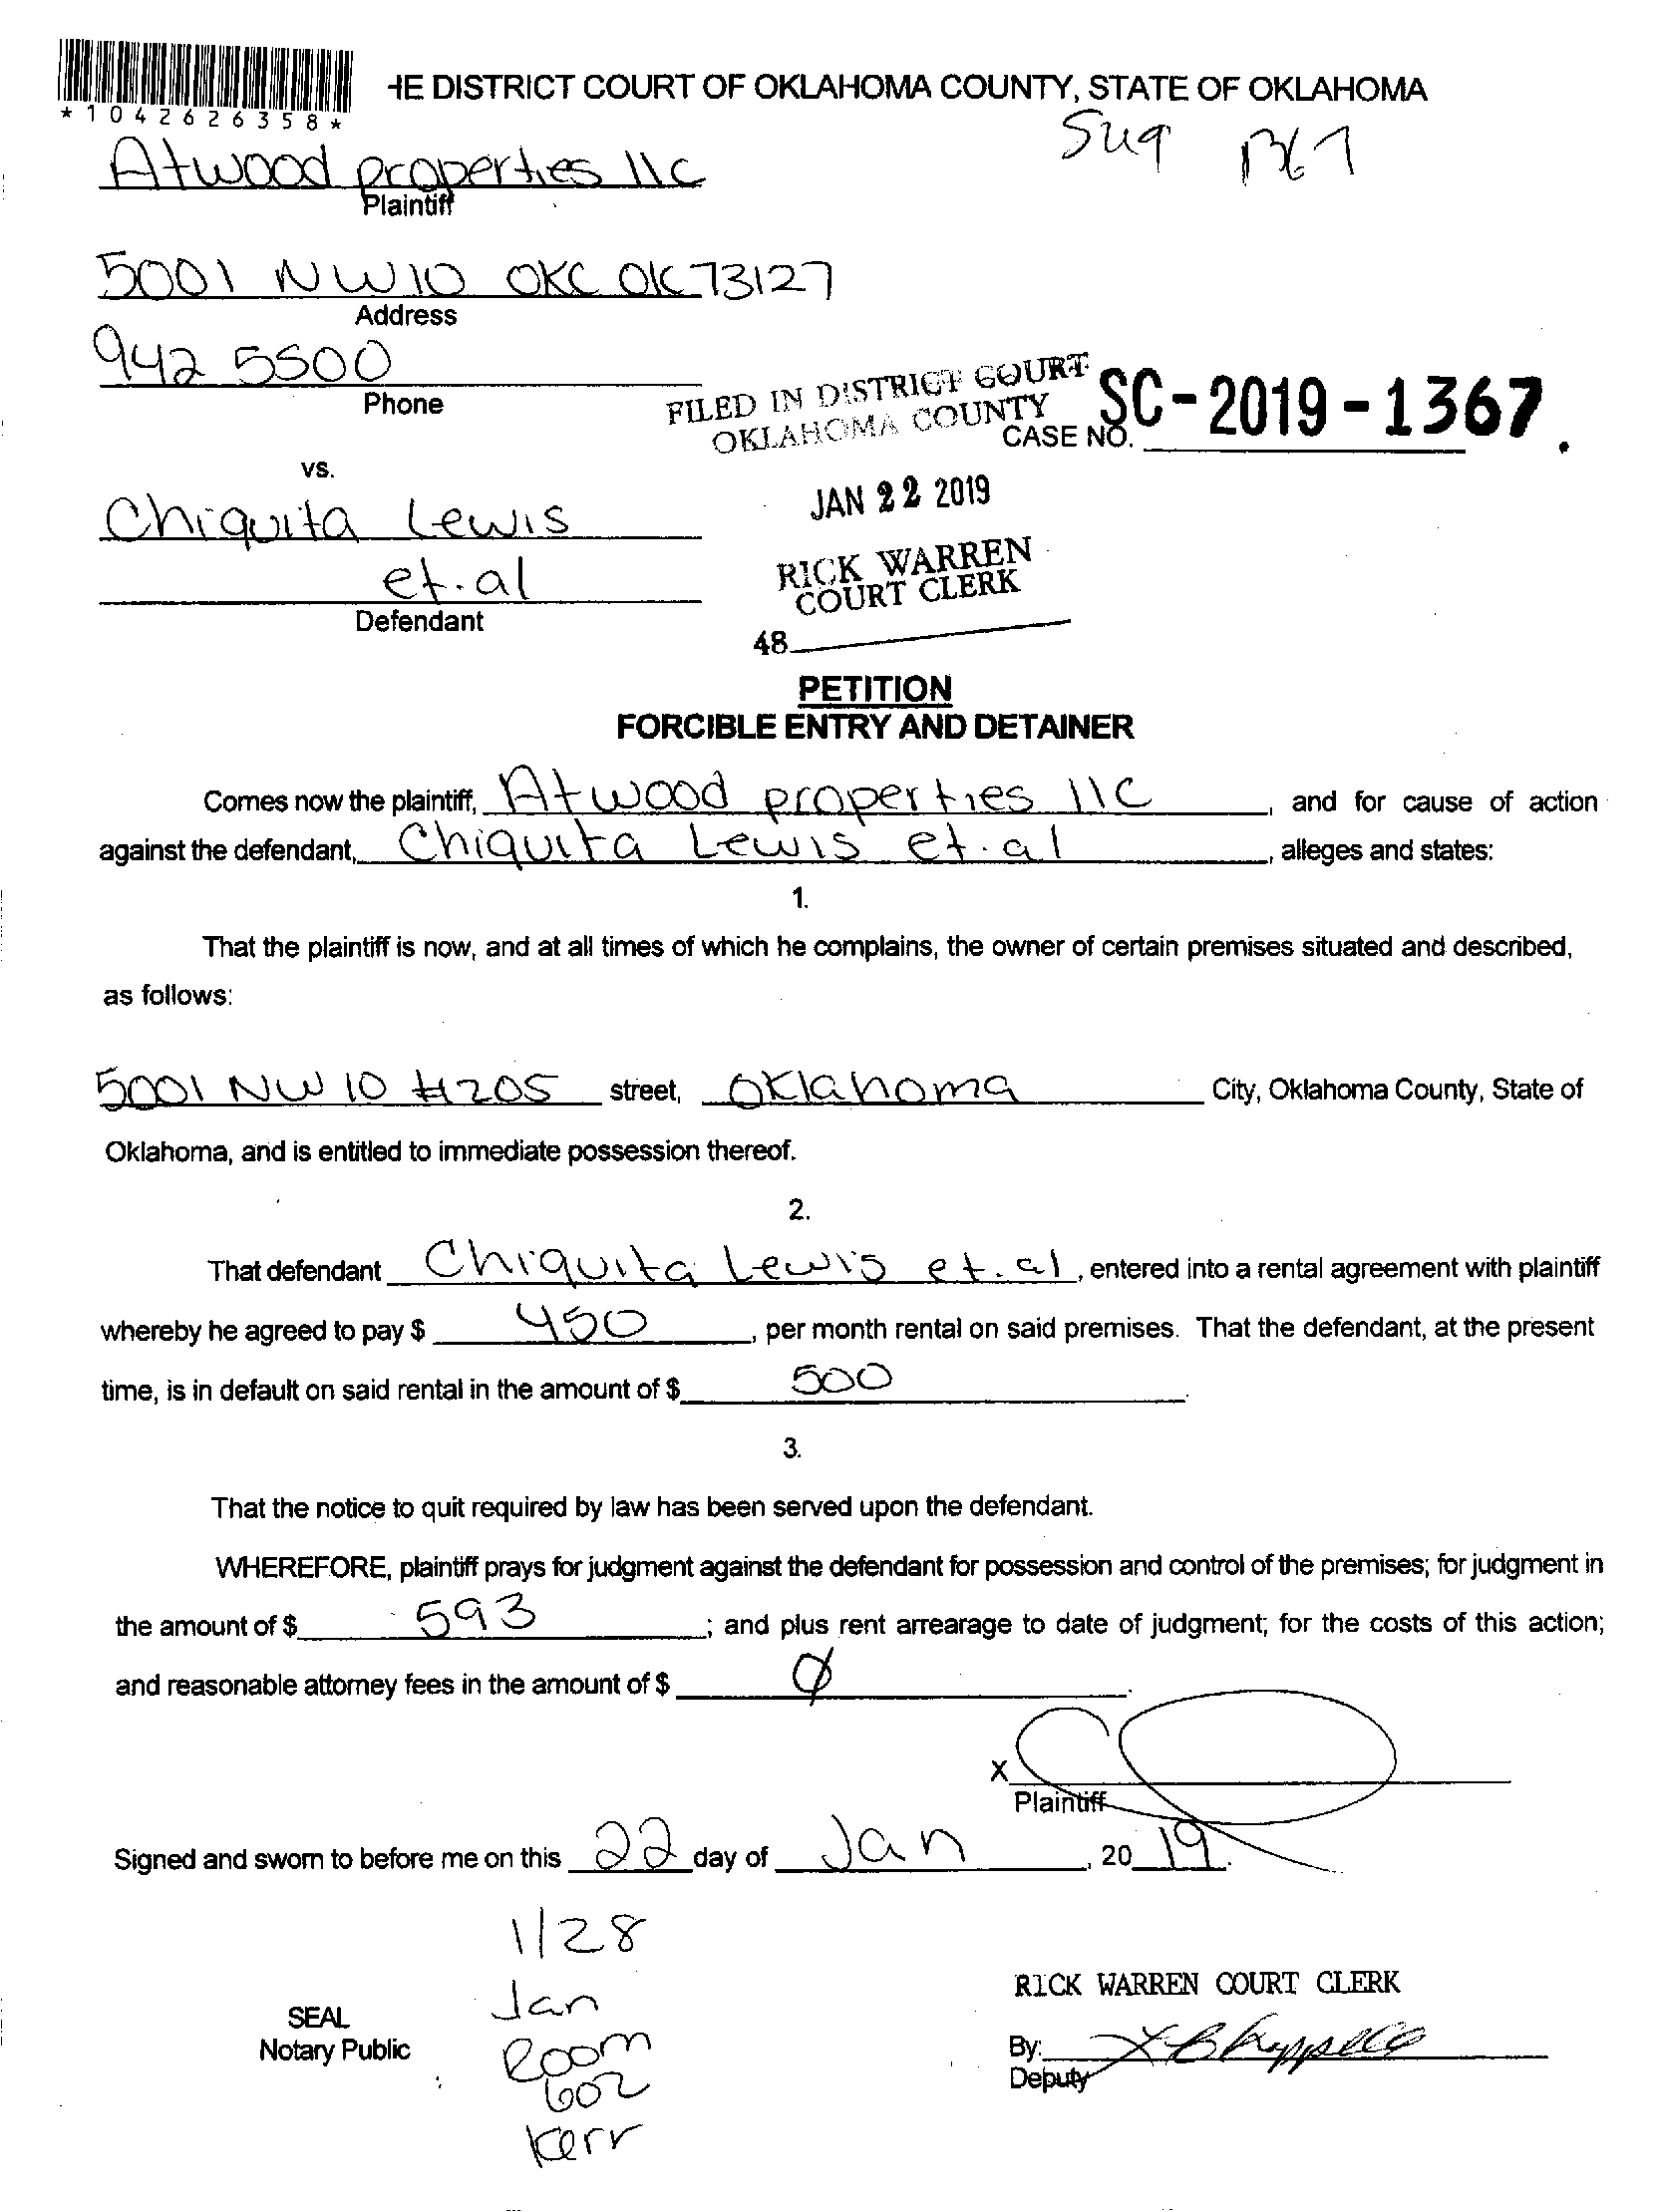 *1042626358*
HE DISTRICT COURT OF OKLAHOMA COUNTY, STATE OF OKLAHOMA
1367
Atwood properties llc
Plaintiff
5001 NW 10 OKC OK 73127
Address
942 5500
Phone
FILED IN DISTRICT COURT
OKLAHOMA COUNTY
CASE NO. SC-2019-1367.
vs.
JAN 22 2019
Chiquita Lewis
et.al
Defendant
RICK WARREN
COURT CLERK
48
PETITION
FORCIBLE ENTRY AND DETAINER
Comes now the plaintiff, Atwood properties llc, and for cause of action
against the defendant, Chiquita Lewis et.al, alleges and states:
1.
That the plaintiff is now, and at all times of which he complains, the owner of certain premises situated and described,
as follows:
5001 NW 10 #205 street, Oklahoma City, Oklahoma County, State of
Oklahoma, and is entitled to immediate possession thereof.
2.
That defendant Chiquita Lewis et.al, entered into a rental agreement with plaintiff
whereby he agreed to pay $ 450, per month rental on said premises. That the defendant, at the present
time, is in default on said rental in the amount of $ 500.
3.
That the notice to quit required by law has been served upon the defendant.
WHEREFORE, plaintiff prays for judgment against the defendant for possession and control of the premises; for judgment in
the amount of $ 593; and plus rent arrearage to date of judgment; for the costs of this action;
and reasonable attorney fees in the amount of $ Ø.
X
Plaintiff
Signed and sworn to before me on this 22 day of Jan, 2019.
1/28
Jan
Room
602
Kerr
SEAL
Notary Public
RICK WARREN COURT CLERK
By:
Deputy